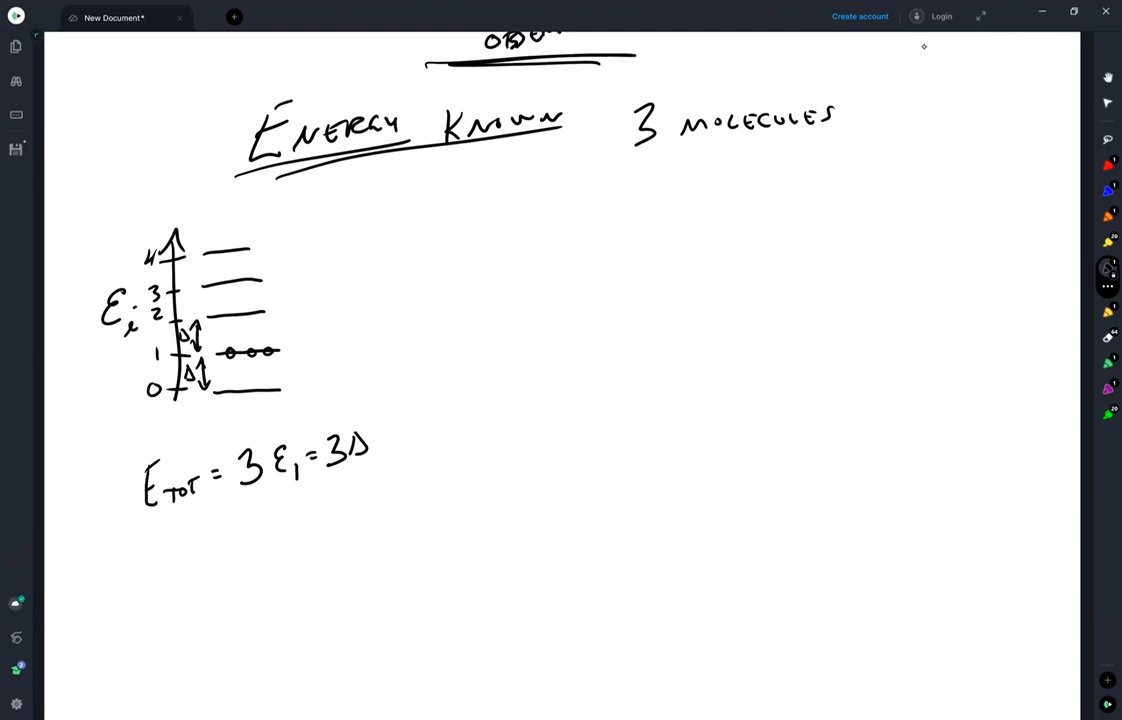 New Document*
Create account
Login
ENERGY KNOWN 3 MOLECULES
4
3
2
1
0
εi
Δ
Δ
ETOT = 3 ε1 = 3Δ